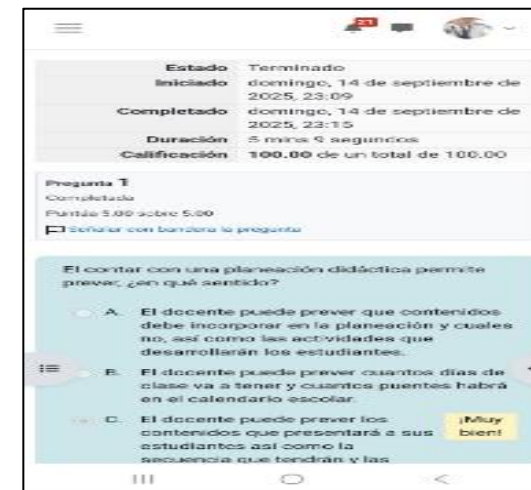 21
Estado Terminado
Iniciado domingo, 14 de septiembre de
2025, 23:09
Completado domingo, 14 de septiembre de
2025, 23:15
Duración 5 mins 9 segundos
Calificación 100.00 de un total de 100.00
Pregunta 1
Completada
Puntúa 5.00 sobre 5.00
Señalar con bandera la pregunta
El contar con una planeación didáctica permite
prever, ¿en qué sentido?
A. El docente puede prever que contenidos
debe incorporar en la planeación y cuales
no, así como las actividades que
desarrollarán los estudiantes.
B. El docente puede prever cuantos días de
clase va a tener y cuantos puentes habrá
en el calendario escolar.
C. El docente puede prever los
contenidos que presentará a sus
estudiantes así como la
secuencia que tendrán y las
¡Muy
bien!